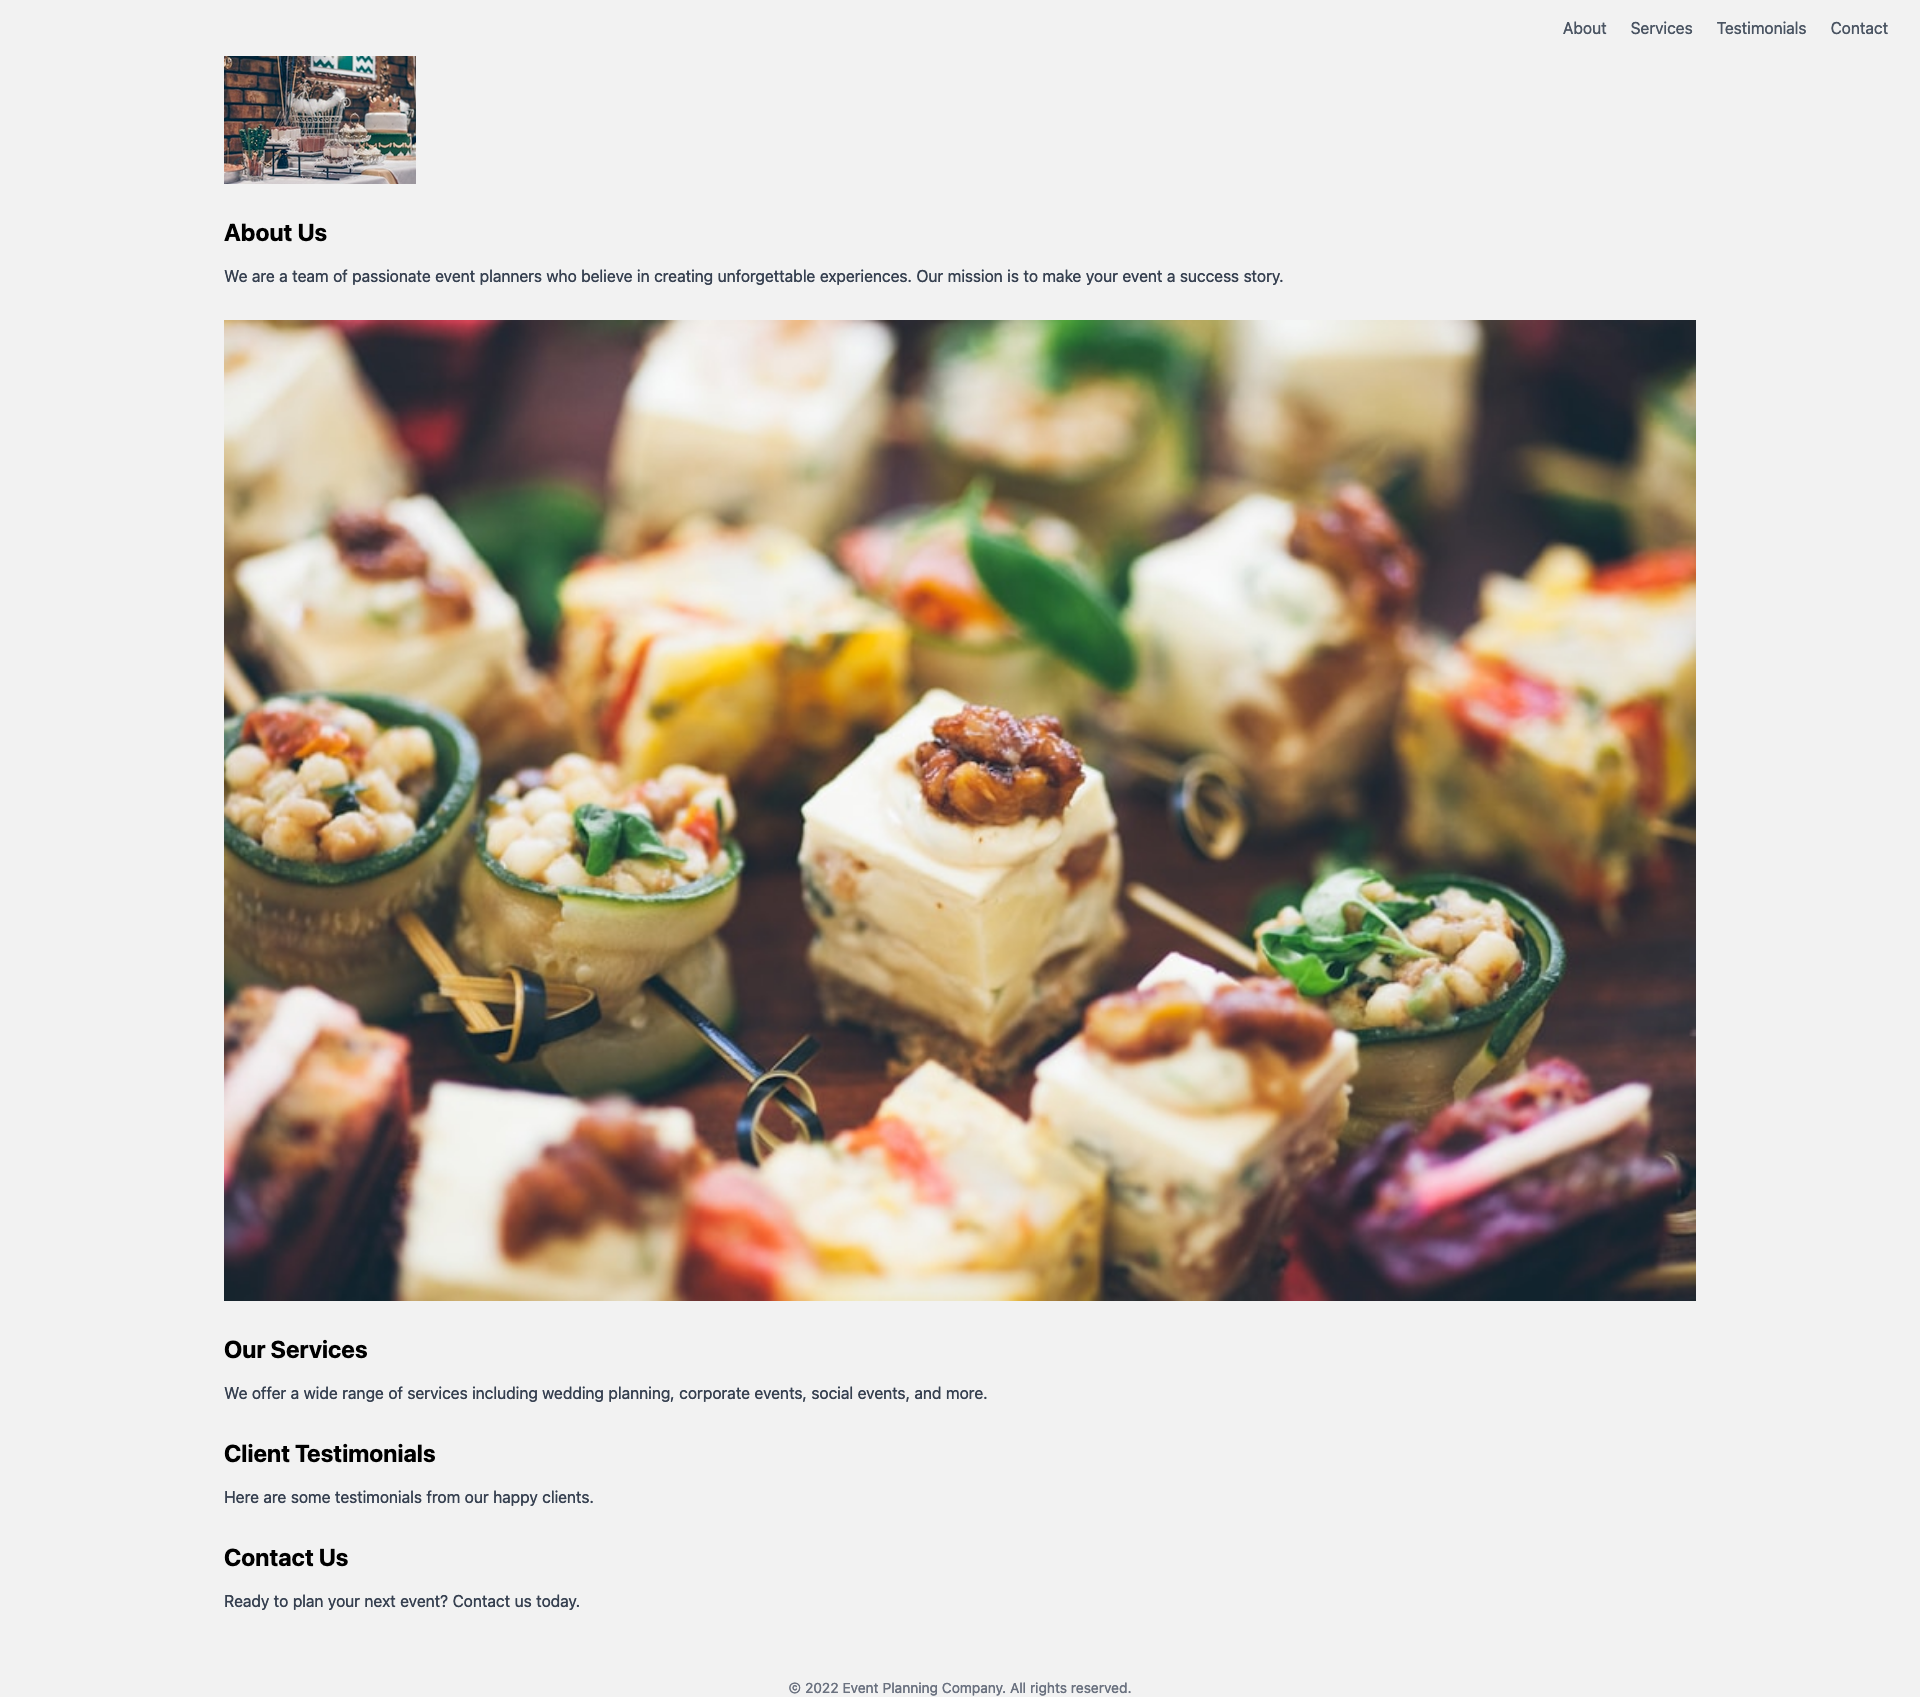 About Services Testimonials Contact
About Us
We are a team of passionate event planners who believe in creating unforgettable experiences. Our mission is to make your event a success story.
Our Services
We offer a wide range of services including wedding planning, corporate events, social events, and more.
Client Testimonials
Here are some testimonials from our happy clients.
Contact Us
Ready to plan your next event? Contact us today.
© 2022 Event Planning Company. All rights reserved.